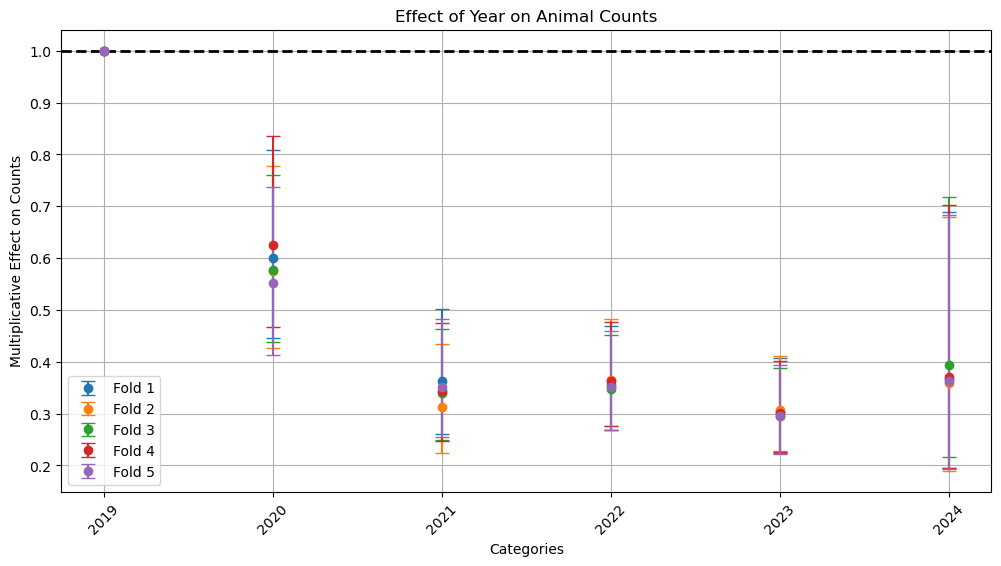 Effect of Year on Animal Counts
Multiplicative Effect on Counts
1.0
0.9
0.8
0.7
0.6
0.5
0.4
0.3
0.2
Fold 1
Fold 2
Fold 3
Fold 4
Fold 5
2019
2020
2021
2022
2023
2024
Categories